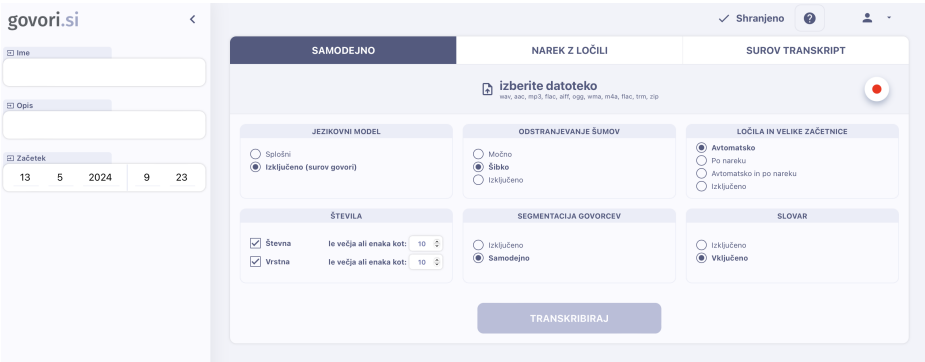 govori.si
Ime
Opis
Začetek
13 5 2024 9 23
Shranjeno
SAMODEJNO
NAREK Z LOČILI
SUROV TRANSKRIPT
izberite datoteko
wav, aac, mp3, flac, aiff, ogg, wma, m4a, flac, trm, zip
JEZIKOVNI MODEL
Splošni
Izključeno (surov govori)
ODSTRANJEVANJE ŠUMOV
Močno
Šibko
Izključeno
LOČILA IN VELIKE ZAČETNICE
Avtomatsko
Po nareku
Avtomatsko in po nareku
Izključeno
ŠTEVILA
Števna le večja ali enaka kot: 10
Vrstna le večja ali enaka kot: 10
SEGMENTACIJA GOVORCEV
Izključeno
Samodejno
SLOVAR
Izključeno
Vključeno
TRANSKRIBIRAJ